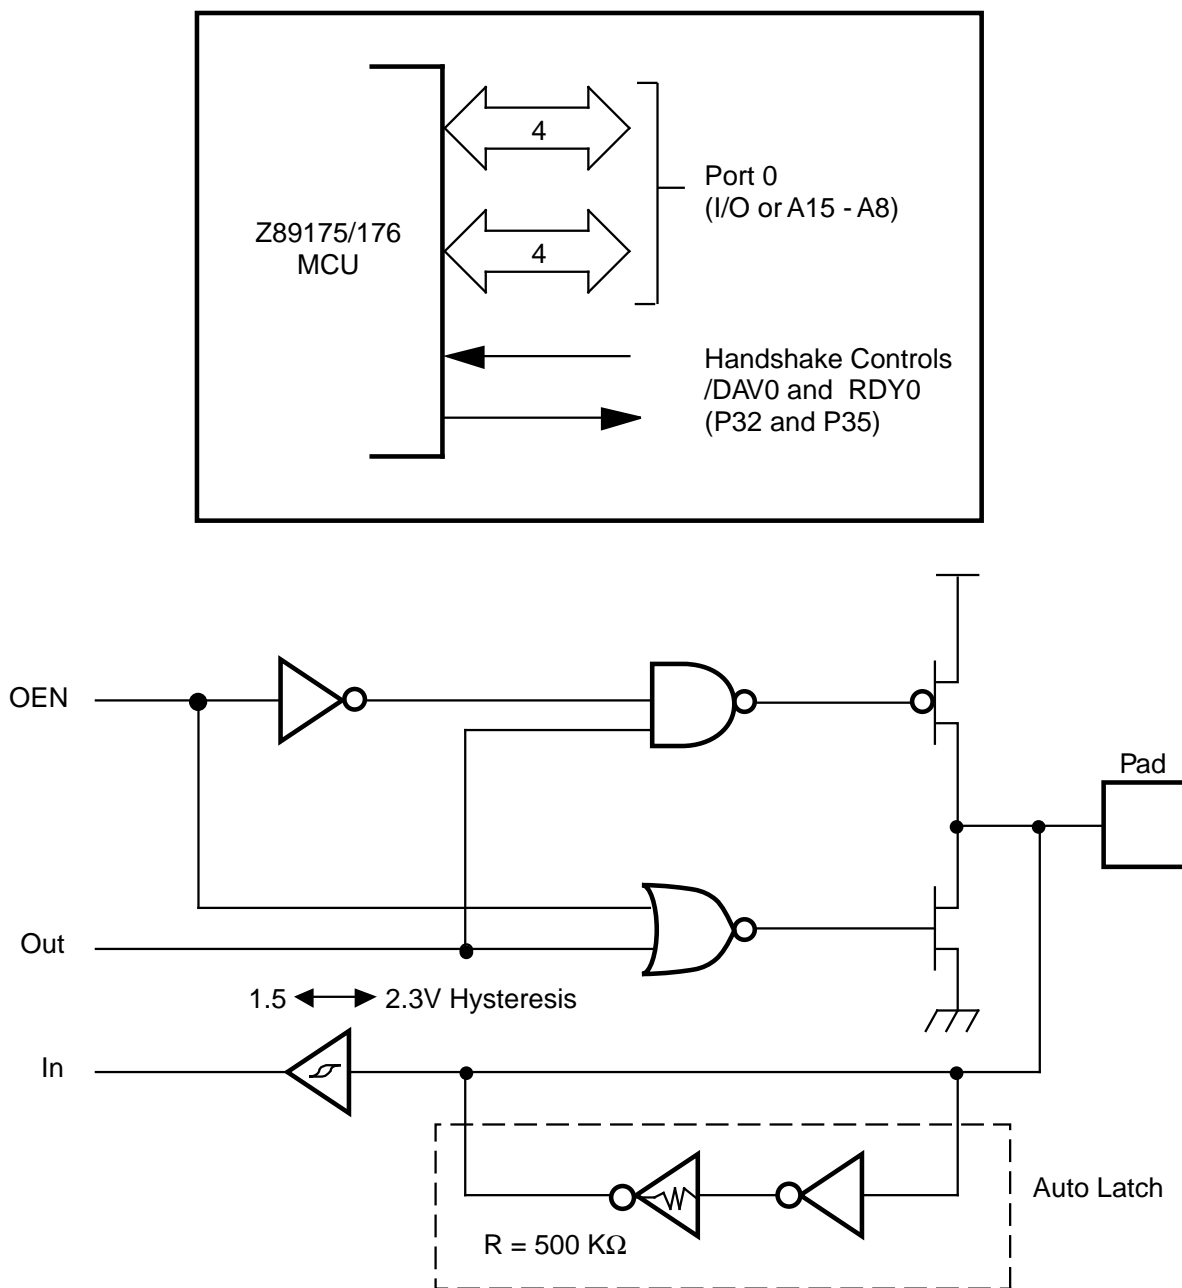 4
Port 0
(I/O or A15 - A8)
Z89175/176
MCU
4
Handshake Controls
/DAV0 and RDY0
(P32 and P35)
OEN
Pad
Out
1.5 2.3V Hysteresis
In
Auto Latch
R = 500 KΩ